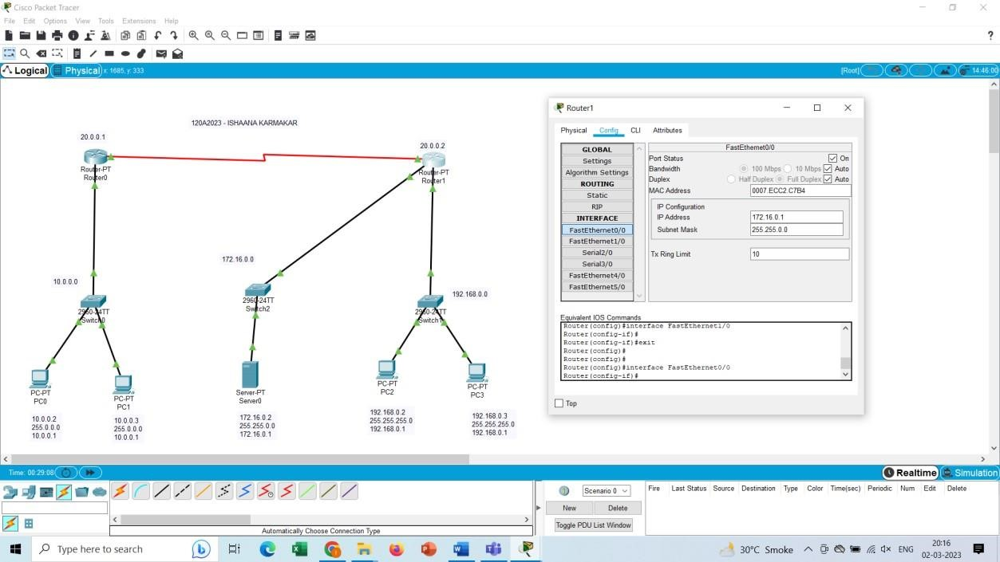 Cisco Packet Tracer
File Edit Options View Tools Extensions Help
?
Logical Physical x: 1685, y: 333
[Root] 14:46:00
120A2023 - ISHAANA KARMAKAR
20.0.0.1
Router-PT
Router0
20.0.0.2
Router-PT
Router1
172.16.0.0
10.0.0.0
2960-24TT
Switch0
2960-24TT
Switch2
192.168.0.0
2960-24TT
Switch1
PC-PT
PC0
PC-PT
PC1
Server-PT
Server0
PC-PT
PC2
PC-PT
PC3
10.0.0.2
255.0.0.0
10.0.0.1
10.0.0.3
255.0.0.0
10.0.0.1
172.16.0.2
255.255.0.0
172.16.0.1
192.168.0.2
255.255.255.0
192.168.0.1
192.168.0.3
255.255.255.0
192.168.0.1
Router1
Physical Config CLI Attributes
GLOBAL
Settings
Algorithm Settings
ROUTING
Static
RIP
INTERFACE
FastEthernet0/0
FastEthernet1/0
Serial2/0
Serial3/0
FastEthernet4/0
FastEthernet5/0
FastEthernet0/0
Port Status On
Bandwidth 100 Mbps 10 Mbps Auto
Duplex Half Duplex Full Duplex Auto
MAC Address 0007.ECC2.C7B4
IP Configuration
IP Address 172.16.0.1
Subnet Mask 255.255.0.0
Tx Ring Limit 10
Equivalent IOS Commands
Router(config)#interface FastEthernet1/0
Router(config-if)#
Router(config-if)#exit
Router(config)#
Router(config)#
Router(config)#interface FastEthernet0/0
Router(config-if)#
Top
Time: 00:29:08
Realtime Simulation
Automatically Choose Connection Type
Scenario 0
New Delete
Toggle PDU List Window
Fire Last Status Source Destination Type Color Time(sec) Periodic Num Edit Delete
Type here to search
30°C Smoke
ENG
20:16
02-03-2023